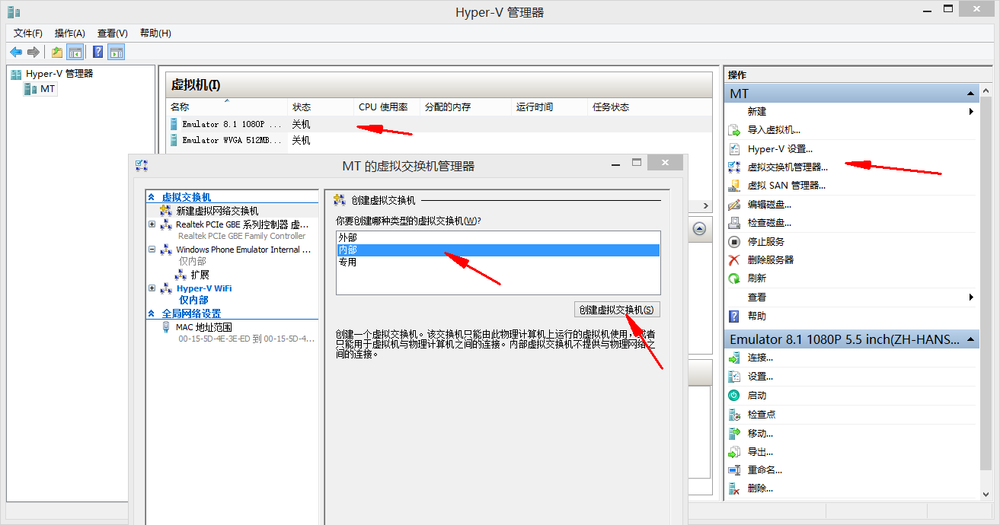 Hyper-V 管理器
文件(F) 操作(A) 查看(V) 帮助(H)
Hyper-V 管理器
MT
虚拟机(I)
名称 状态 CPU 使用率 分配的内存 运行时间 任务状态
Emulator 8.1 1080P ... 关机
Emulator WVGA 512MB... 关机
MT 的虚拟交换机管理器
虚拟交换机
新建虚拟网络交换机
Realtek PCIe GBE 系列控制器 虚...
Realtek PCIe GBE Family Controller
Windows Phone Emulator Internal ...
仅内部
扩展
Hyper-V WiFi
仅内部
全局网络设置
MAC 地址范围
00-15-5D-4E-3E-ED 到 00-15-5D-4...
创建虚拟交换机
你要创建哪种类型的虚拟交换机(W)?
外部
内部
专用
创建虚拟交换机(S)
创建一个虚拟交换机。该交换机只能由此物理计算机上运行的虚拟机使用，或者
只能用于虚拟机与物理计算机之间的连接。内部虚拟交换机不提供与物理网络之
间的连接。
操作
MT
新建
导入虚拟机...
Hyper-V 设置...
虚拟交换机管理器...
虚拟 SAN 管理器...
编辑磁盘...
检查磁盘...
停止服务
删除服务器
刷新
查看
帮助
Emulator 8.1 1080P 5.5 inch(ZH-HANS...
连接...
设置...
启动
检查点
移动...
导出...
重命名...
删除...